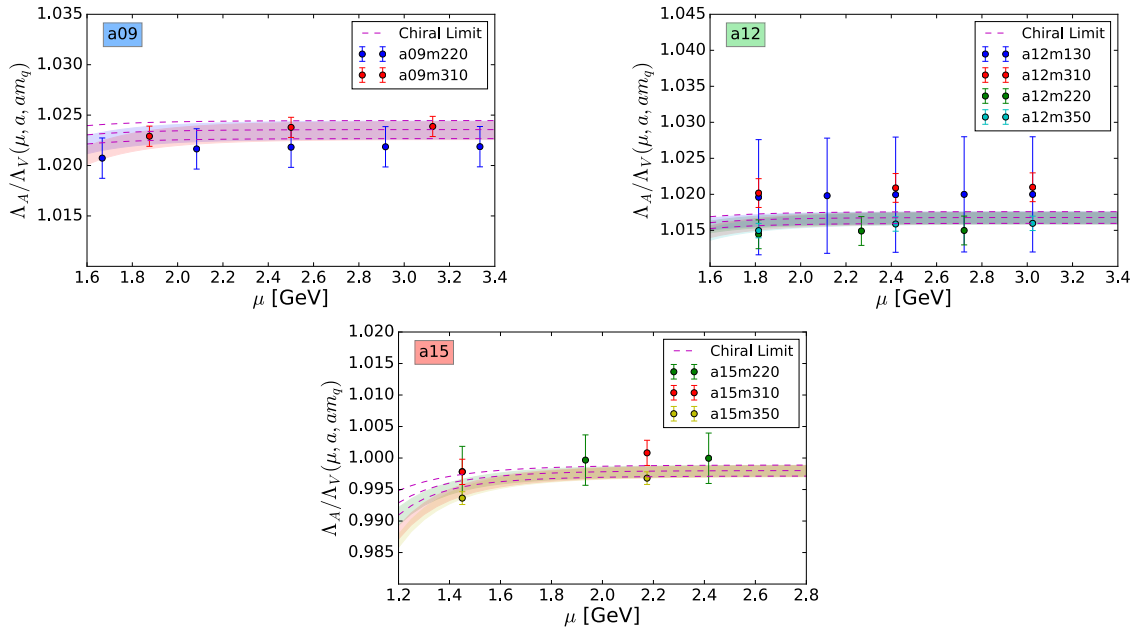 a09
Chiral Limit
a09m220
a09m310
1.035
1.030
1.025
1.020
1.015
Λ_A/Λ_V(μ, a, am_q)
1.6 1.8 2.0 2.2 2.4 2.6 2.8 3.0 3.2 3.4
μ [GeV]
a12
Chiral Limit
a12m130
a12m310
a12m220
a12m350
1.045
1.040
1.035
1.030
1.025
1.020
1.015
1.010
Λ_A/Λ_V(μ, a, am_q)
1.6 1.8 2.0 2.2 2.4 2.6 2.8 3.0 3.2 3.4
μ [GeV]
a15
Chiral Limit
a15m220
a15m310
a15m350
1.020
1.015
1.010
1.005
1.000
0.995
0.990
0.985
Λ_A/Λ_V(μ, a, am_q)
1.2 1.4 1.6 1.8 2.0 2.2 2.4 2.6 2.8
μ [GeV]